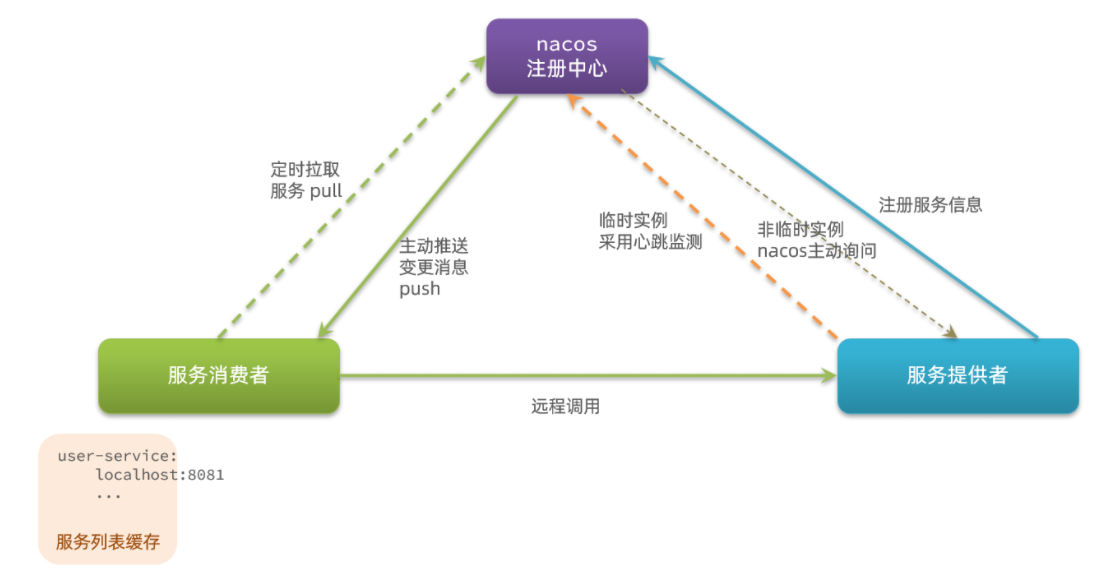 nacos
注册中心
定时拉取
服务 pull
主动推送
变更消息
push
临时实例
采用心跳监测
非临时实例
nacos主动询问
注册服务信息
服务消费者
服务提供者
远程调用
user-service:
localhost:8081
...
服务列表缓存